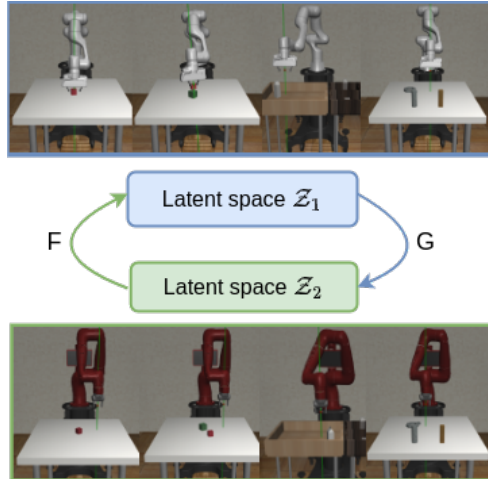 Latent space 𝒵₁
F
G
Latent space 𝒵₂